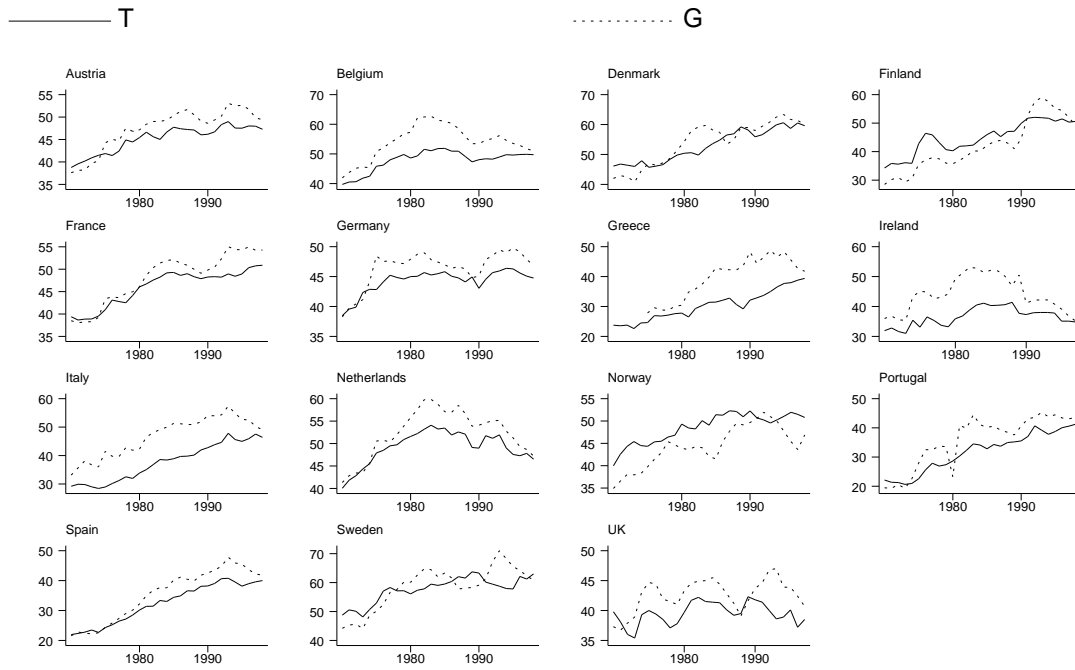 T G
Austria Belgium Denmark Finland
55 70 70 60
50 60 60 50
45 50 50 40
40 40 40 30
35
1980 1990 1980 1990 1980 1990 1980 1990
France Germany Greece Ireland
55 50 50 60
50 45 40 50
45 40 30 40
40 35 20 30
35
1980 1990 1980 1990 1980 1990 1980 1990
Italy Netherlands Norway Portugal
60 60 55 50
50 55 50 40
40 50 45 30
30 45 40 20
40 35
1980 1990 1980 1990 1980 1990 1980 1990
Spain Sweden UK
50 70 50
40 60 45
30 50 40
20 40 35
1980 1990 1980 1990 1980 1990